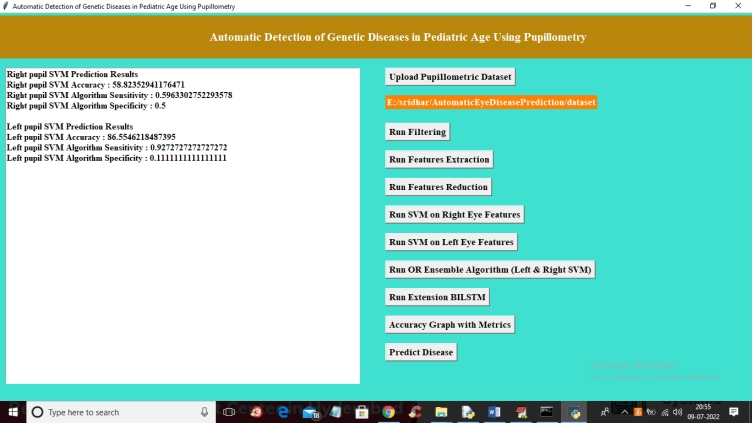 Automatic Detection of Genetic Diseases in Pediatric Age Using Pupillometry
Automatic Detection of Genetic Diseases in Pediatric Age Using Pupillometry
Right pupil SVM Prediction Results
Right pupil SVM Accuracy : 58.82352941176471
Right pupil SVM Algorithm Sensitivity : 0.5963302752293578
Right pupil SVM Algorithm Specificity : 0.5
Left pupil SVM Prediction Results
Left pupil SVM Accuracy : 86.5546218487395
Left pupil SVM Algorithm Sensitivity : 0.9272727272727272
Left pupil SVM Algorithm Specificity : 0.1111111111111111
Upload Pupillometric Dataset
E:/sridhar/AutomaticEyeDiseasePrediction/dataset
Run Filtering
Run Features Extraction
Run Features Reduction
Run SVM on Right Eye Features
Run SVM on Left Eye Features
Run OR Ensemble Algorithm (Left & Right SVM)
Run Extension BILSTM
Accuracy Graph with Metrics
Predict Disease
Activate Windows
Type here to search
18
20:55
09-07-2022